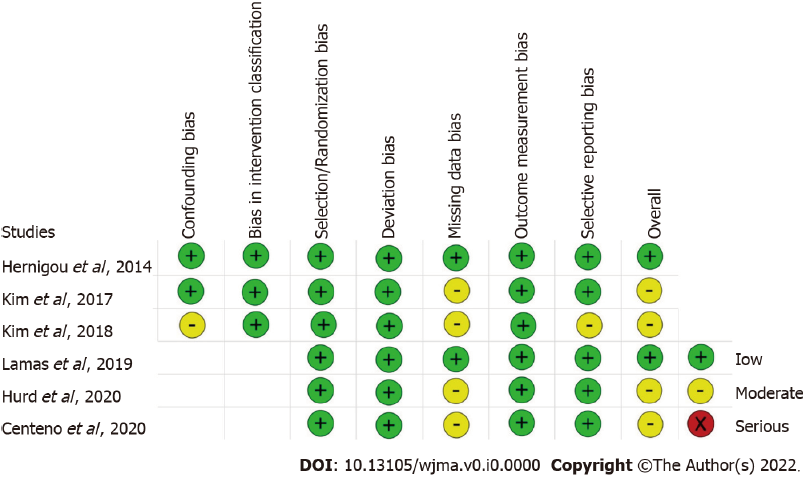 Studies
Confounding bias
Bias in intervention classification
Selection/Randomization bias
Deviation bias
Missing data bias
Outcome measurement bias
Selective reporting bias
Overall
Hernigou et al, 2014 + + + + + + + +
Kim et al, 2017 + + + + - + + -
Kim et al, 2018 - + + + - + - -
Lamas et al, 2019 + + + + + + + low
Hurd et al, 2020 + + - + + - - Moderate
Centeno et al, 2020 + + - + + - X Serious
DOI: 10.13105/wjma.v0.i0.0000 Copyright ©The Author(s) 2022.